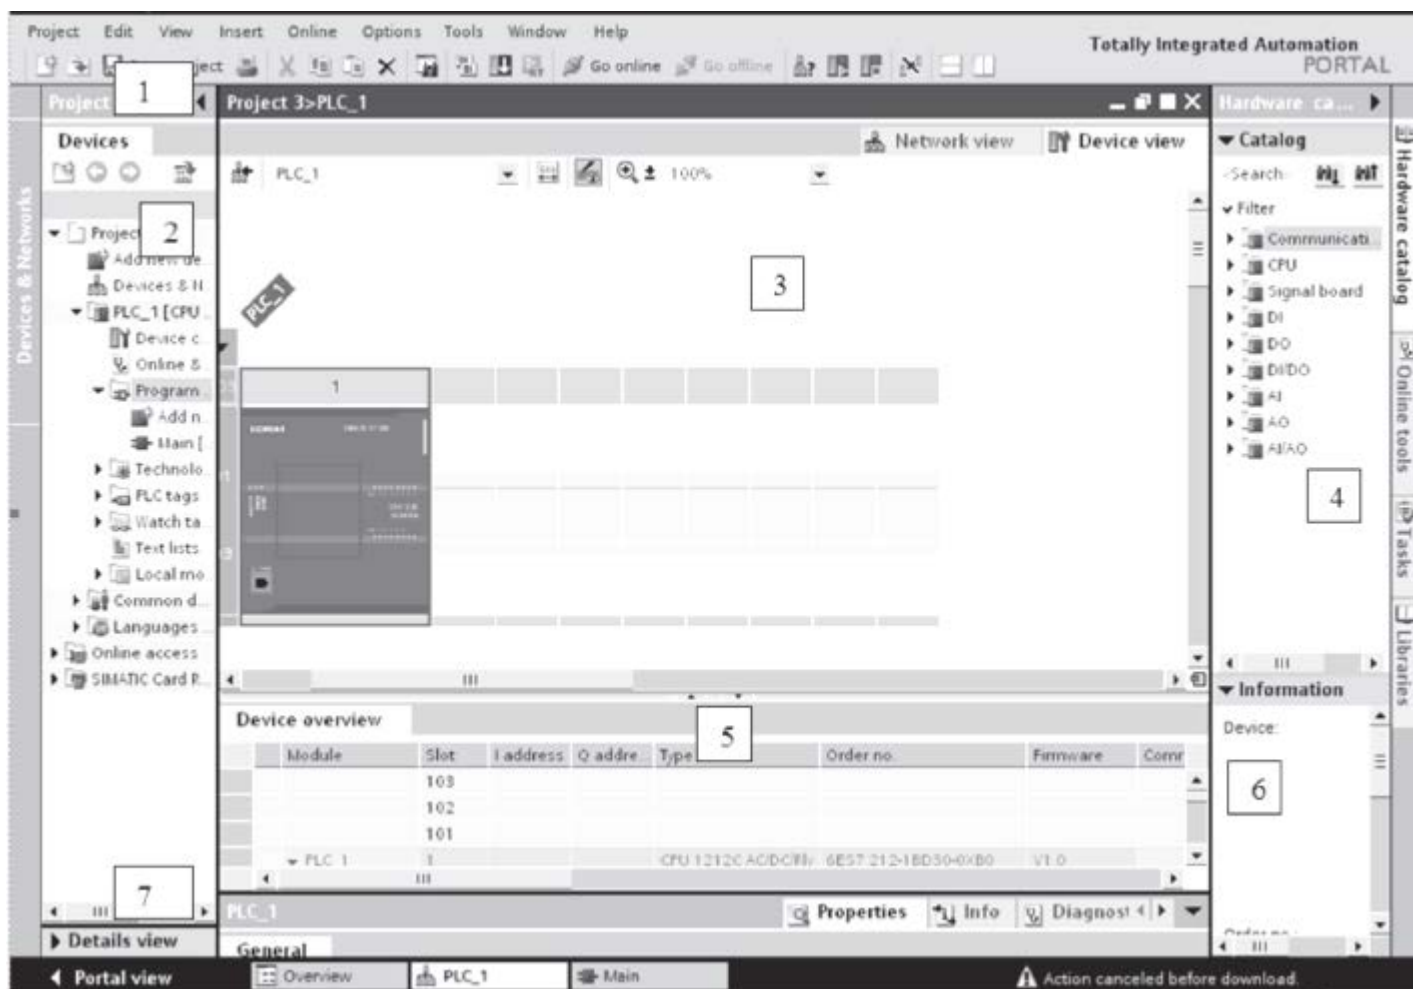 Project Edit View Insert Online Options Tools Window Help
Totally Integrated Automation
PORTAL
ject
Go online
Go offline
Project
1
Project 3>PLC_1
Hardware ca...
Devices
Network view
Device view
Catalog
PLC_1
100%
Search
Filter
2
Project
Add new de...
Devices & N
PLC_1 [CPU ...
Device c...
Online &
Program...
Add n...
Main [
Technolo
PLC tags
Watch ta
Text lists
Local mo...
Common d...
Languages ...
Online access
SIMATIC Card R...
Devices & Networks
3
PLC_1
1
SIEMENS
Communicati...
CPU
Signal board
DI
DO
DI/DO
AI
AO
AI/AO
4
Hardware catalog
Online tools
Tasks
Libraries
Information
Device:
6
Device overview
5
Module Slot I address Q addre... Type Order no. Firmware Comr
103
102
101
PLC 1 1 CPU 1212C AC/DC/Rly 6ES7 212-1BD30-0XB0 V1.0
7
PLC_1
Properties
Info
Diagnost
Details view
General
Order no.:
Portal view
Overview
PLC_1
Main
Action canceled before download.